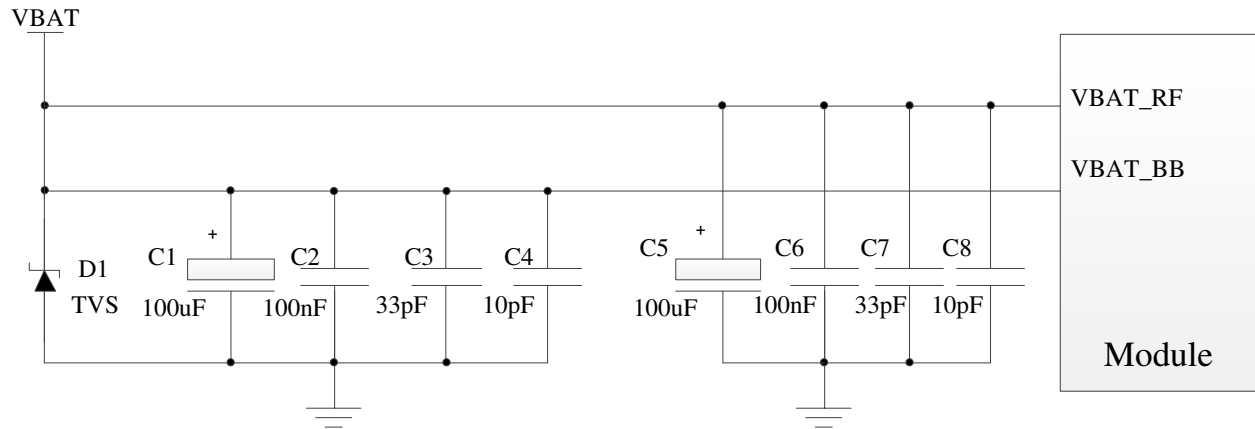 VBAT
VBAT_RF
VBAT_BB
+
+
C1
C2
C3
C4
C5
C6
C7
C8
D1
TVS
100uF
100nF
33pF
10pF
100uF
100nF
33pF
10pF
Module